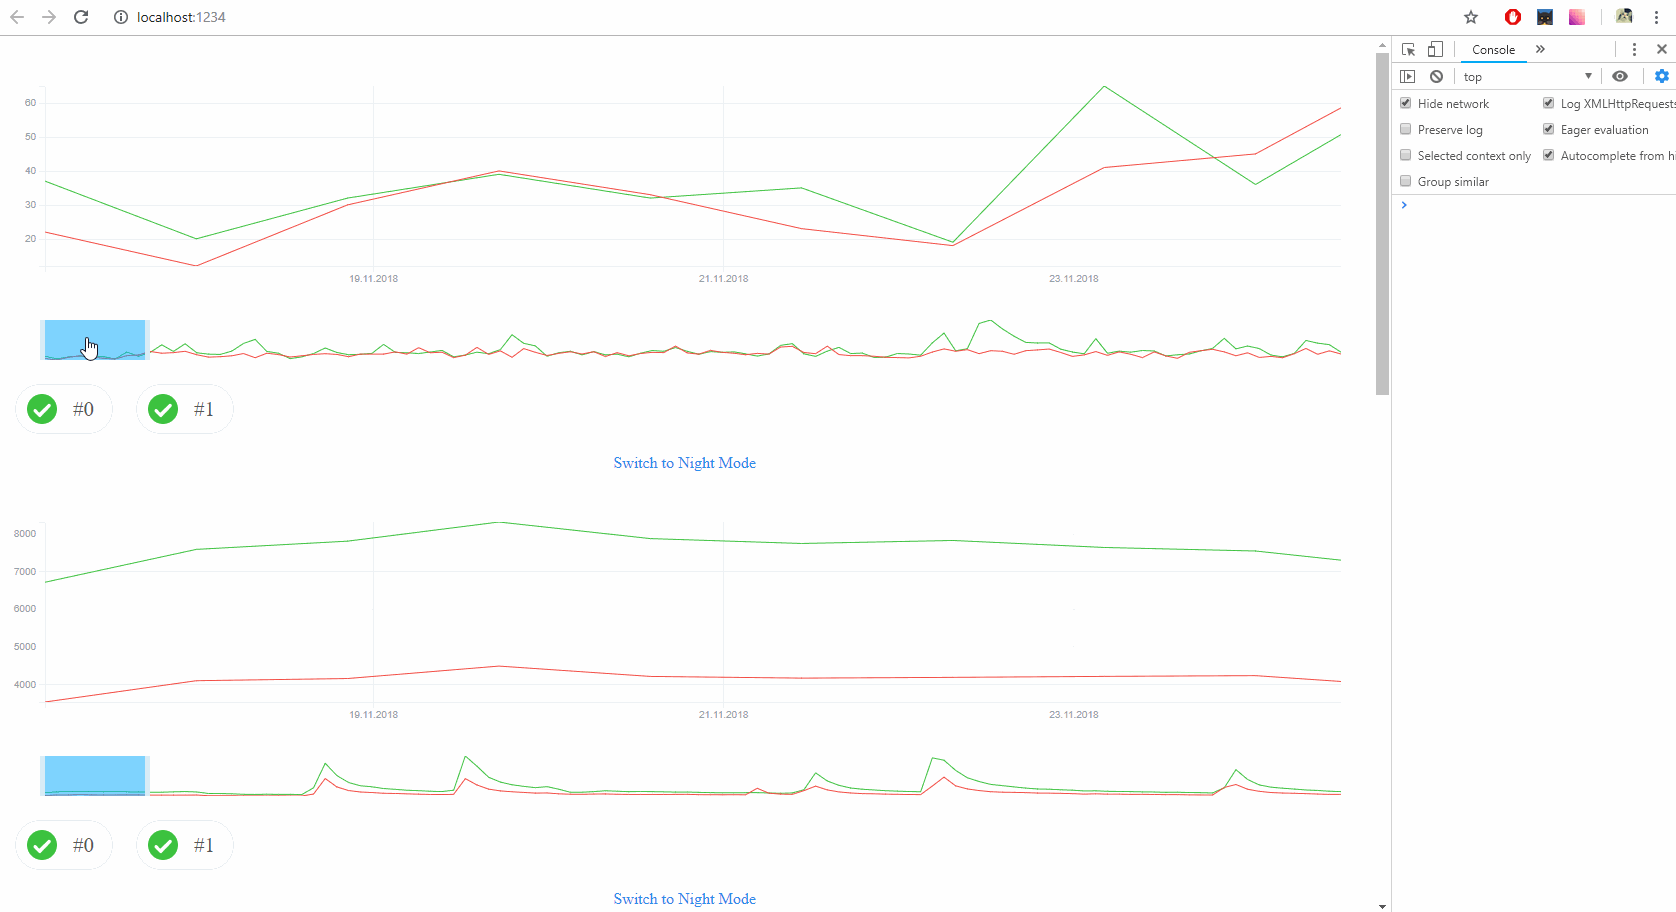 localhost:1234
Console
top
Hide network
Log XMLHttpRequests
Preserve log
Eager evaluation
Selected context only
Autocomplete from hi
Group similar
60
50
40
30
20
19.11.2018 21.11.2018 23.11.2018
#0 #1
Switch to Night Mode
8000
7000
6000
5000
4000
19.11.2018 21.11.2018 23.11.2018
#0 #1
Switch to Night Mode